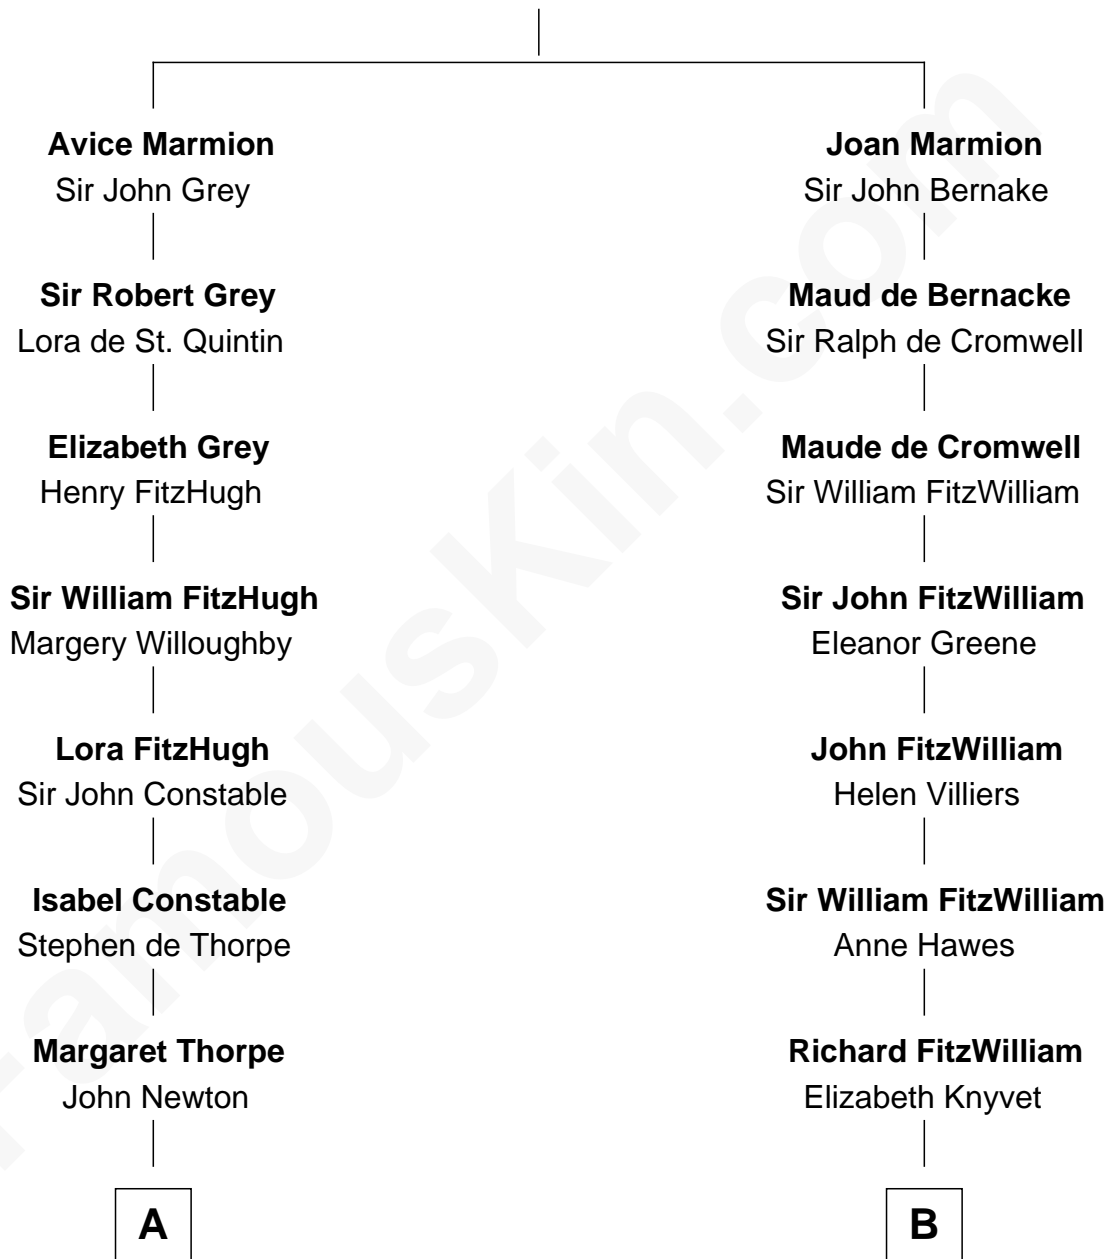 Avice Marmion
Sir John Grey
Joan Marmion
Sir John Bernake
Sir Robert Grey
Lora de St. Quintin
Maud de Bernacke
Sir Ralph de Cromwell
Elizabeth Grey
Henry FitzHugh
Maude de Cromwell
Sir William FitzWilliam
Sir William FitzHugh
Margery Willoughby
Sir John FitzWilliam
Eleanor Greene
Lora FitzHugh
Sir John Constable
John FitzWilliam
Helen Villiers
Isabel Constable
Stephen de Thorpe
Sir William FitzWilliam
Anne Hawes
Margaret Thorpe
John Newton
Richard FitzWilliam
Elizabeth Knyvet
A
B
FamousKin.com